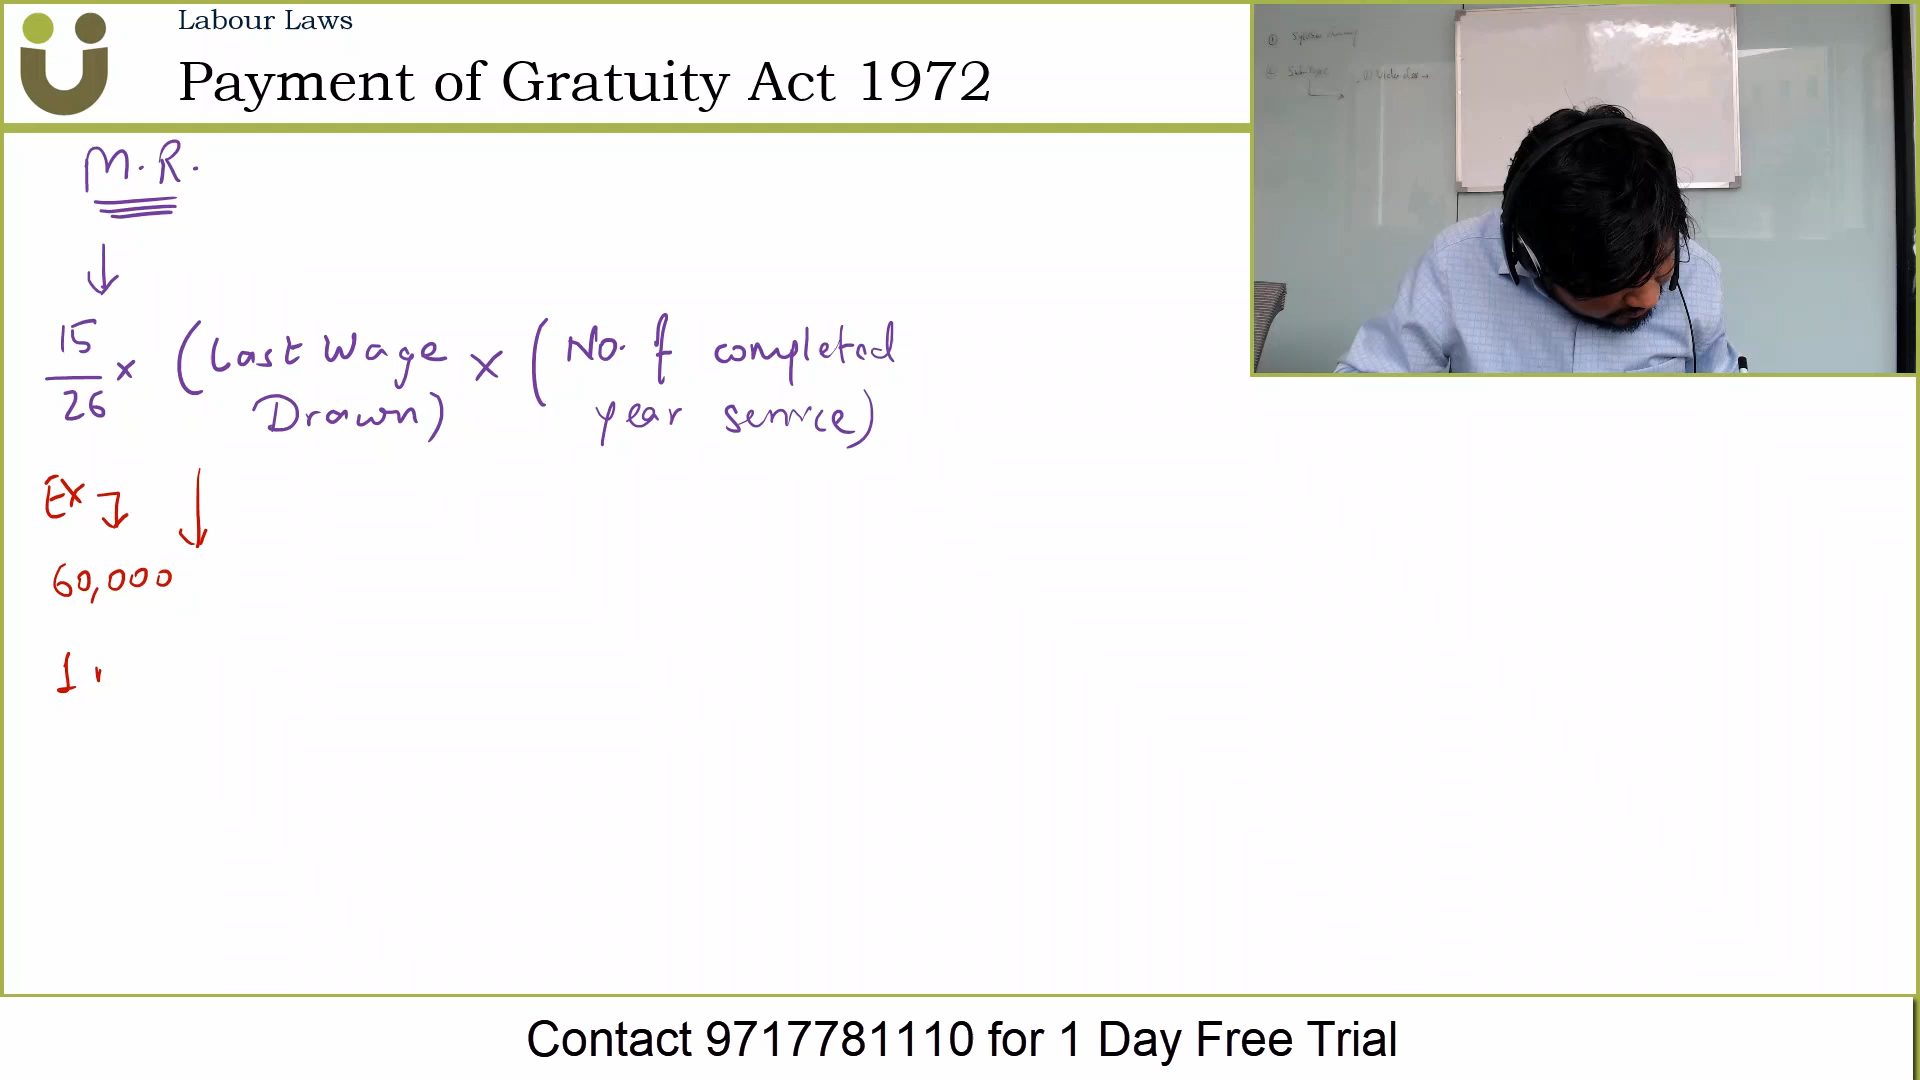 Labour Laws
Payment of Gratuity Act 1972
M.R.
15/26 × (Last Wage Drawn) × (No. of completed year service)
Ex
60,000
1
Contact 9717781110 for 1 Day Free Trial